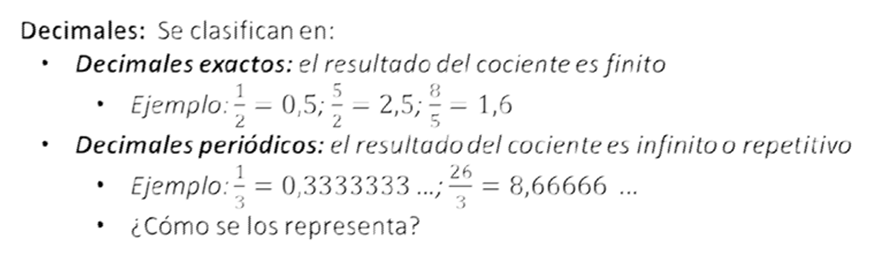 Decimales: Se clasifican en:
• Decimales exactos: el resultado del cociente es finito
• Ejemplo: 1/2 = 0,5; 5/2 = 2,5; 8/5 = 1,6
• Decimales periódicos: el resultado del cociente es infinito o repetitivo
• Ejemplo: 1/3 = 0,3333333 ...; 26/3 = 8,66666 ...
• ¿Cómo se los representa?